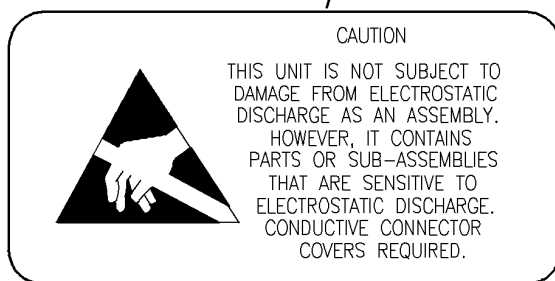 CAUTION
THIS UNIT IS NOT SUBJECT TO
DAMAGE FROM ELECTROSTATIC
DISCHARGE AS AN ASSEMBLY.
HOWEVER, IT CONTAINS
PARTS OR SUB-ASSEMBLIES
THAT ARE SENSITIVE TO
ELECTROSTATIC DISCHARGE.
CONDUCTIVE CONNECTOR
COVERS REQUIRED.